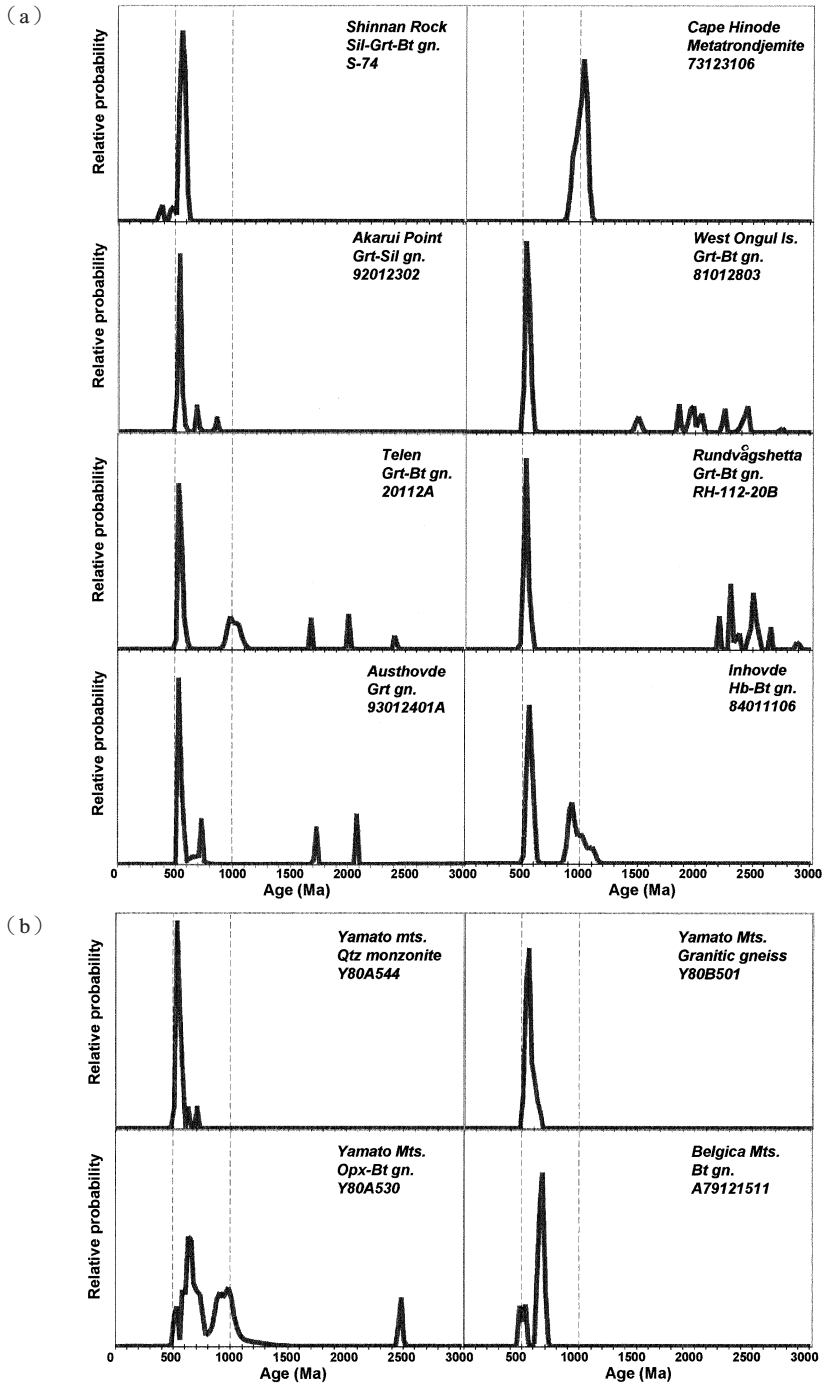 (a)
Relative probability
Shinnan Rock
Sil-Grt-Bt gn.
S-74
Cape Hinode
Metatrondjemite
73123106
Relative probability
Akarui Point
Grt-Sil gn.
92012302
West Ongul Is.
Grt-Bt gn.
81012803
Relative probability
Telen
Grt-Bt gn.
20112A
Rundvågshetta
Grt-Bt gn.
RH-112-20B
Relative probability
Austhovde
Grt gn.
93012401A
Inhovde
Hb-Bt gn.
84011106
0 500 1000 1500 2000 2500 3000 500 1000 1500 2000 2500 3000
Age (Ma) Age (Ma)
(b)
Relative probability
Yamato mts.
Qtz monzonite
Y80A544
Yamato Mts.
Granitic gneiss
Y80B501
Relative probability
Yamato Mts.
Opx-Bt gn.
Y80A530
Belgica Mts.
Bt gn.
A79121511
0 500 1000 1500 2000 2500 3000 500 1000 1500 2000 2500 3000
Age (Ma) Age (Ma)